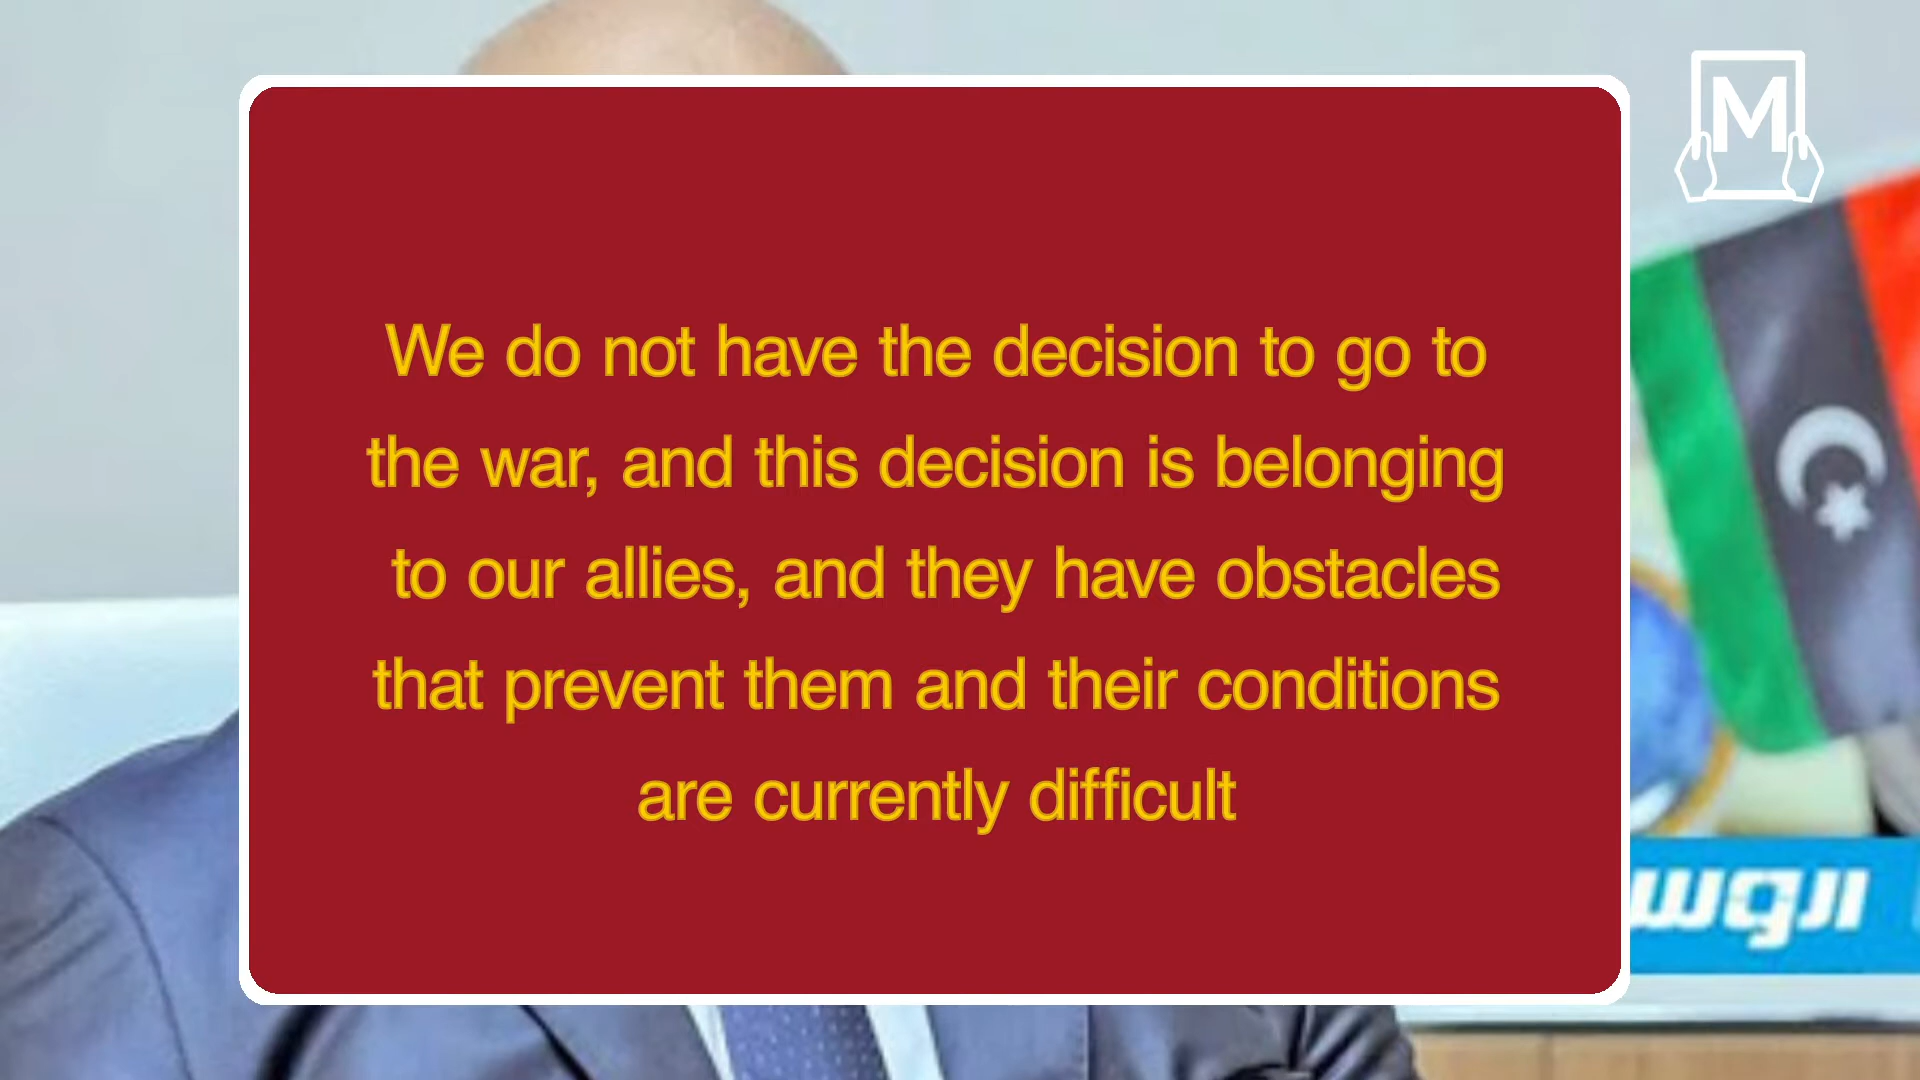 M
We do not have the decision to go to
the war, and this decision is belonging
to our allies, and they have obstacles
that prevent them and their conditions
are currently difficult
الوس